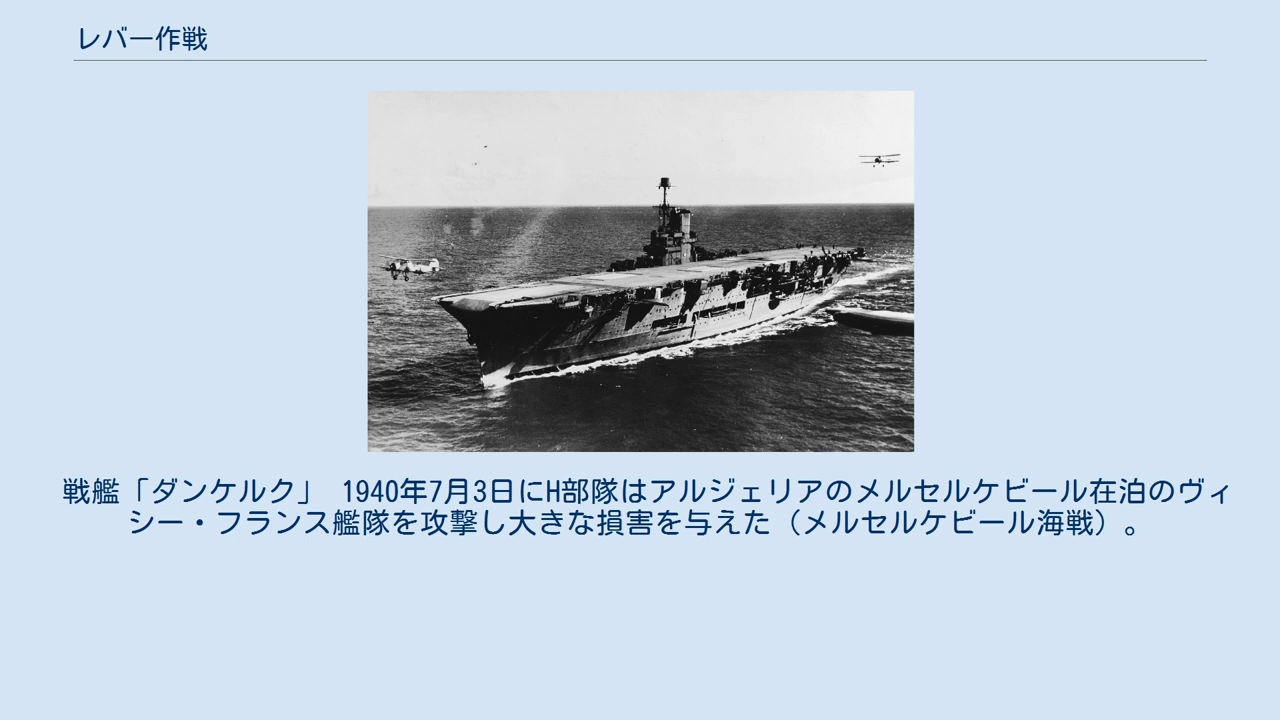 レバー作戦
戦艦「ダンケルク」 1940年7月3日にH部隊はアルジェリアのメルセルケビール在泊のヴィ
シー・フランス艦隊を攻撃し大きな損害を与えた（メルセルケビール海戦）。